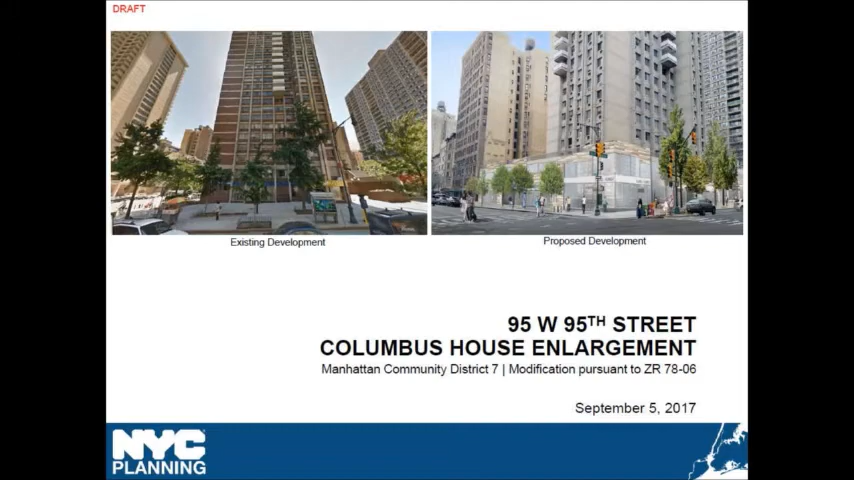 DRAFT
Existing Development
Proposed Development
95 W 95TH STREET
COLUMBUS HOUSE ENLARGEMENT
Manhattan Community District 7 | Modification pursuant to ZR 78-06
September 5, 2017
NYC
PLANNING